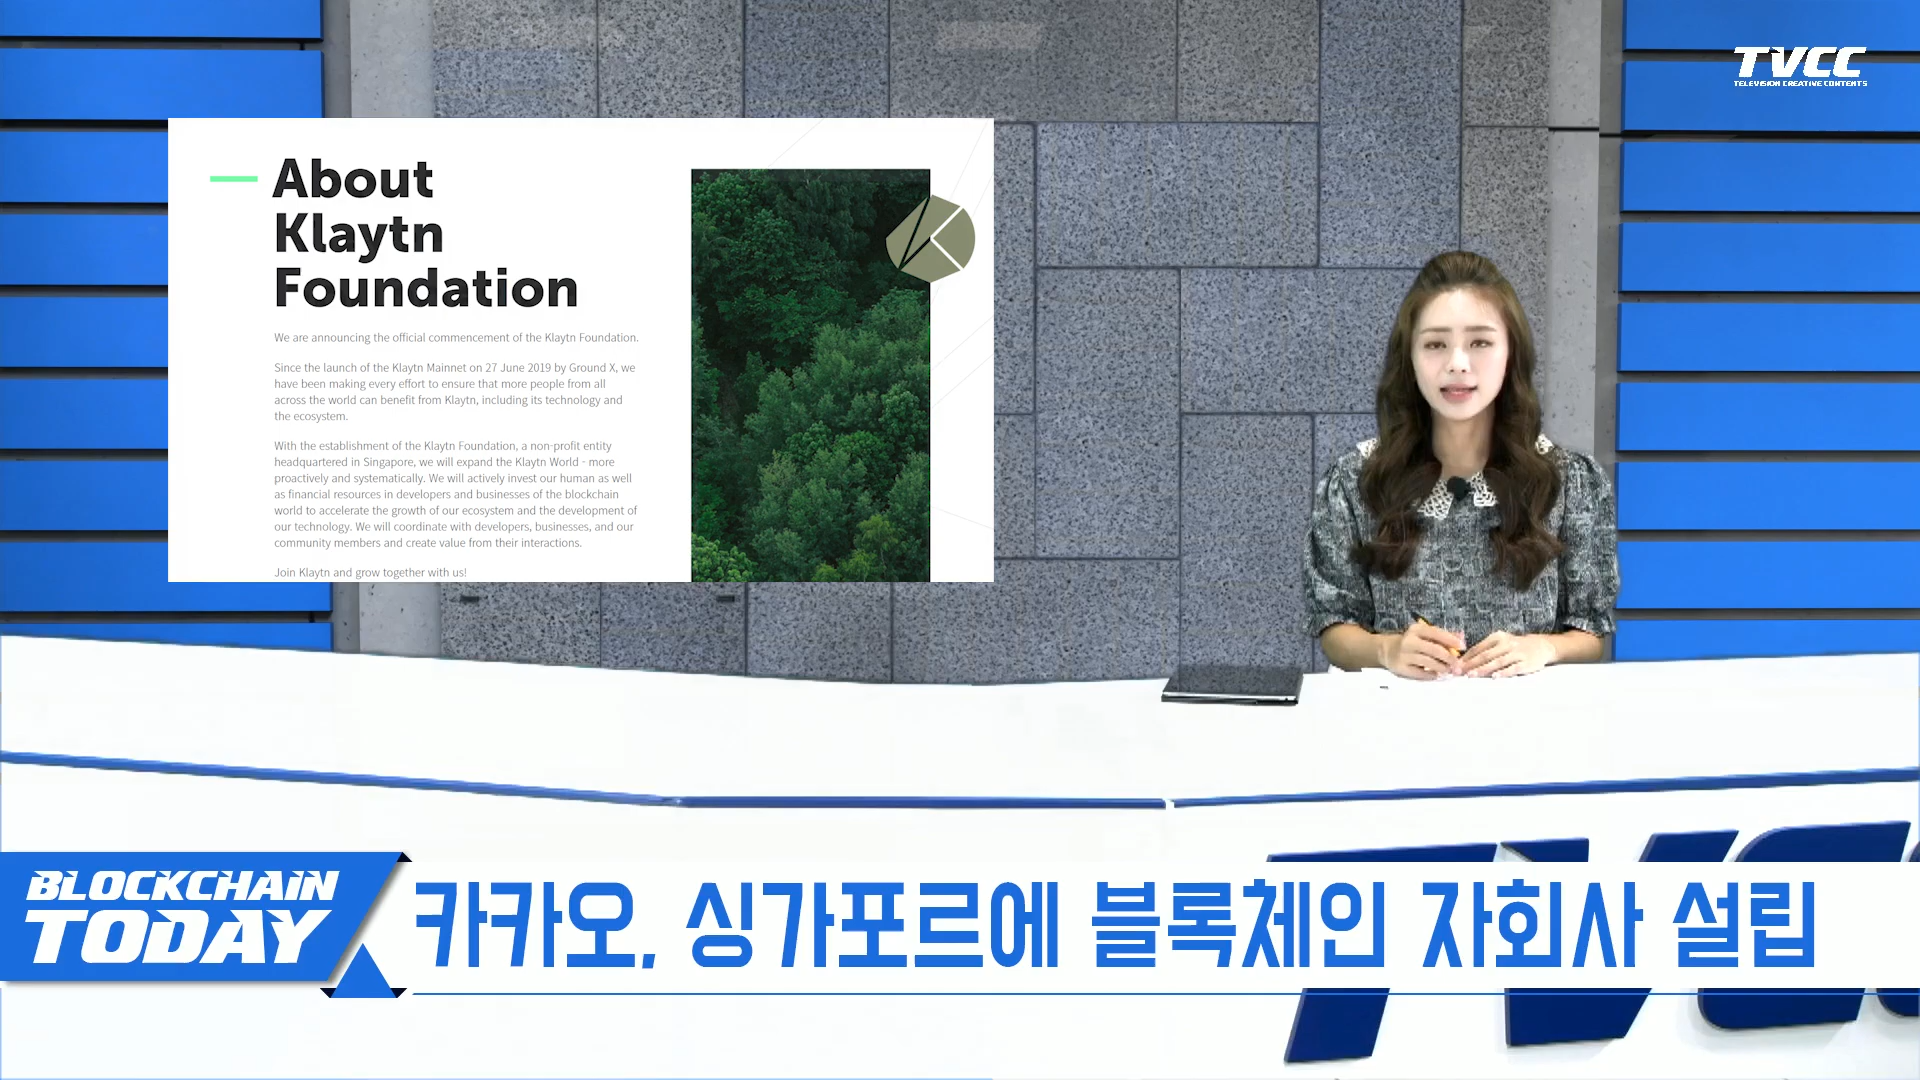 TVCC
TELEVISION CREATIVE CONTENTS
About
Klaytn
Foundation
We are announcing the official commencement of the Klaytn Foundation.
Since the launch of the Klaytn Mainnet on 27 June 2019 by Ground X, we
have been making every effort to ensure that more people from all
across the world can benefit from Klaytn, including its technology and
the ecosystem.
With the establishment of the Klaytn Foundation, a non-profit entity
headquartered in Singapore, we will expand the Klaytn World - more
proactively and systematically. We will actively invest our human as well
as financial resources in developers and businesses of the blockchain
world to accelerate the growth of our ecosystem and the development of
our technology. We will coordinate with developers, businesses, and our
community members and create value from their interactions.
Join Klaytn and grow together with us!
BLOCKCHAIN
TODAY
카카오, 싱가포르에 블록체인 자회사 설립
TVCC